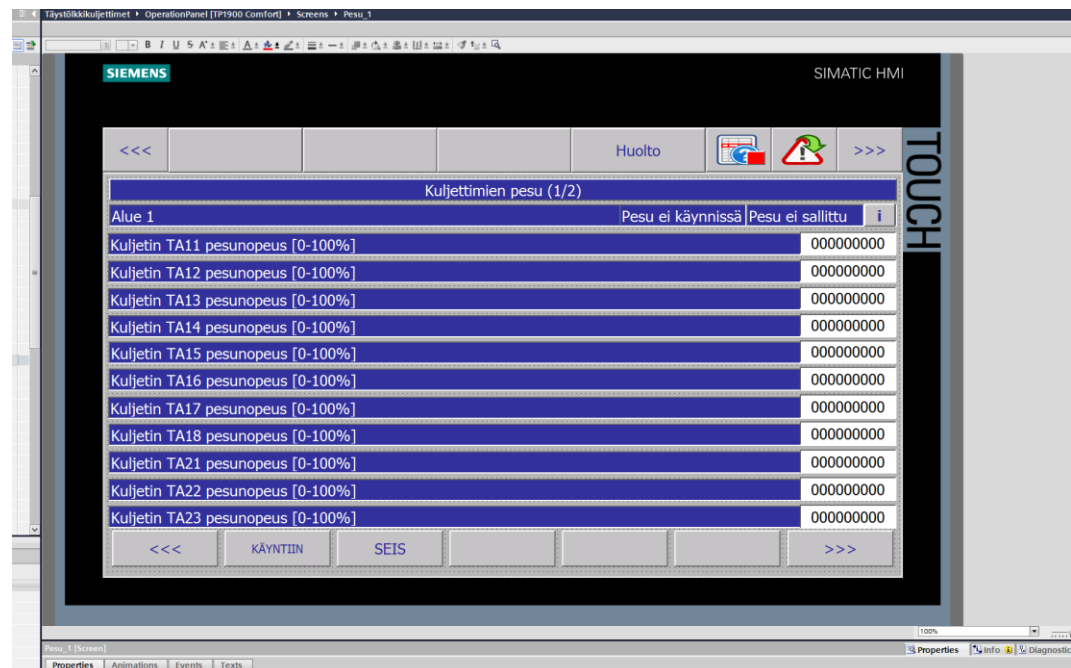 Täystölkkikuljettimet ▸ OperationPanel [TP1900 Comfort] ▸ Screens ▸ Pesu_1
B I U S A
SIEMENS
SIMATIC HMI
TOUCH
<<< Huolto >>>
Kuljettimien pesu (1/2)
Alue 1 Pesu ei käynnissä Pesu ei sallittu i
Kuljetin TA11 pesunopeus [0-100%] 000000000
Kuljetin TA12 pesunopeus [0-100%] 000000000
Kuljetin TA13 pesunopeus [0-100%] 000000000
Kuljetin TA14 pesunopeus [0-100%] 000000000
Kuljetin TA15 pesunopeus [0-100%] 000000000
Kuljetin TA16 pesunopeus [0-100%] 000000000
Kuljetin TA17 pesunopeus [0-100%] 000000000
Kuljetin TA18 pesunopeus [0-100%] 000000000
Kuljetin TA21 pesunopeus [0-100%] 000000000
Kuljetin TA22 pesunopeus [0-100%] 000000000
Kuljetin TA23 pesunopeus [0-100%] 000000000
<<< KÄYNTIIN SEIS >>>
100%
Pesu_1 [Screen] Properties Info Diagnostic
Properties Animations Events Texts